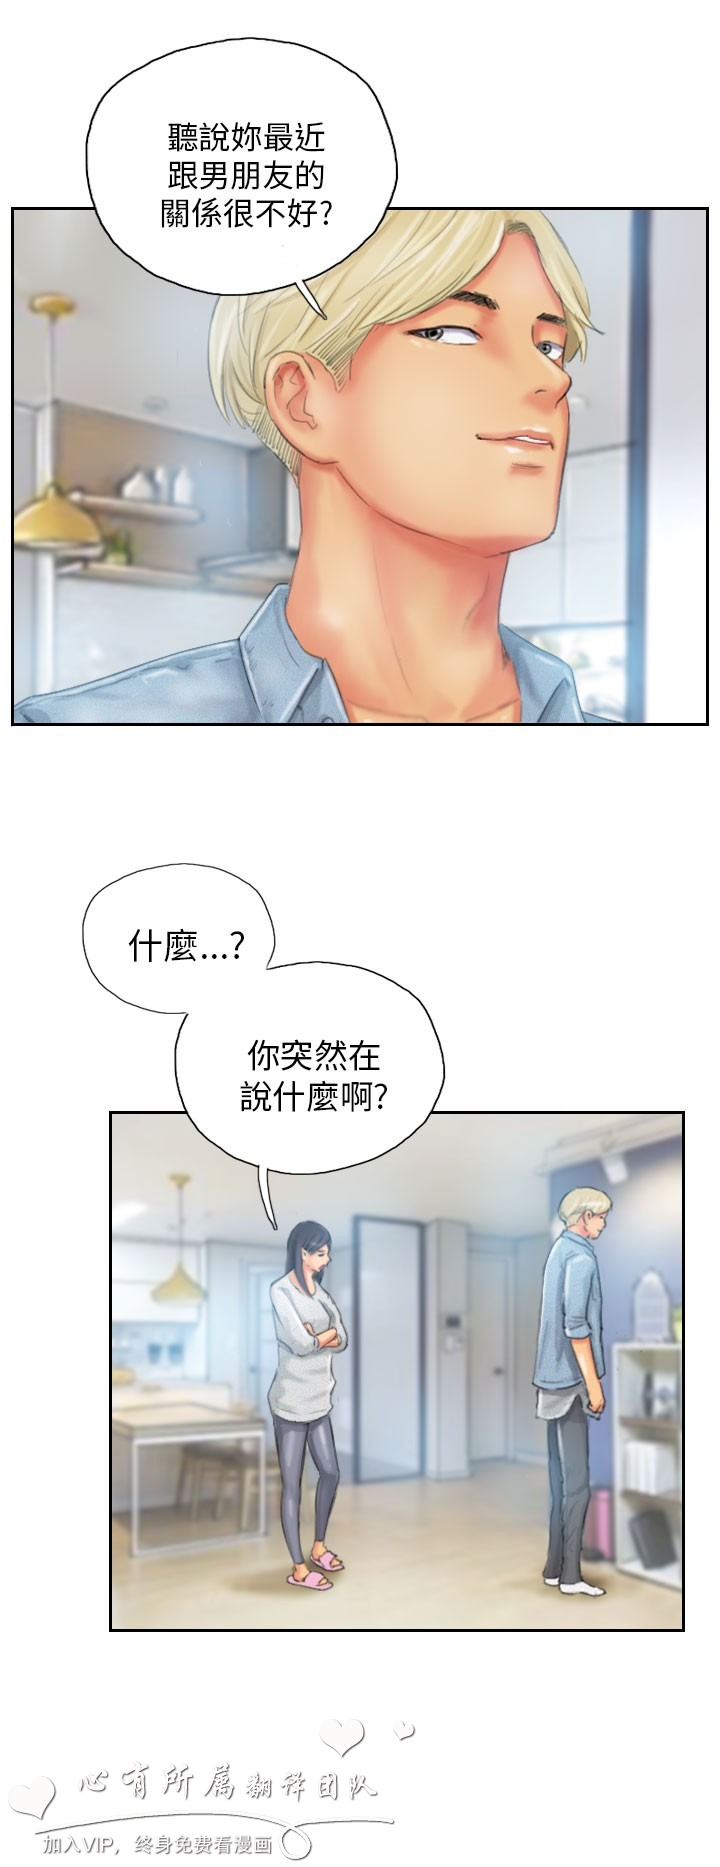 聽說妳最近
跟男朋友的
關係很不好?
什麼...?
你突然在
說什麼啊?
心有所属翻译团队
加入VIP，终身免费看漫画